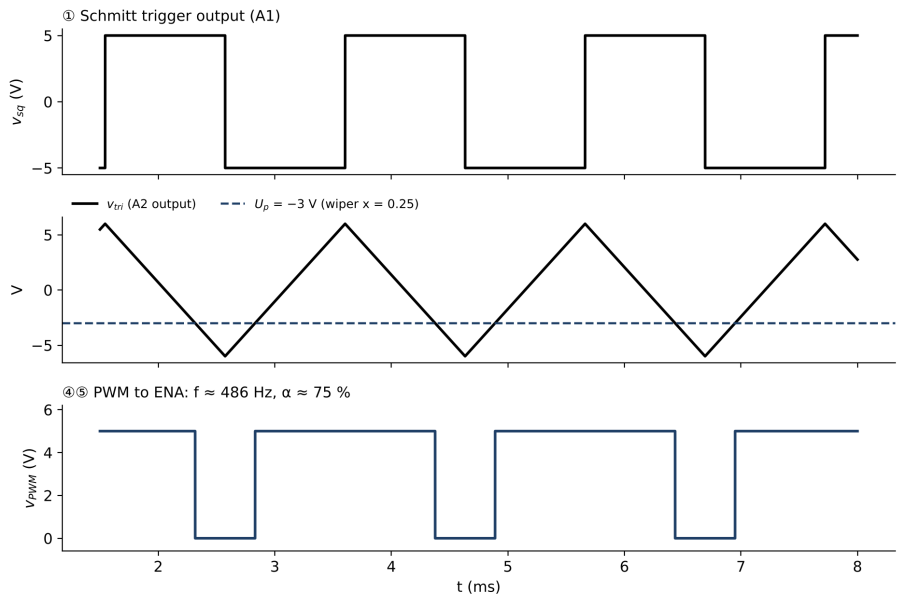 ① Schmitt trigger output (A1)
5
0
−5
v_sq (V)
v_tri (A2 output)
U_p = −3 V (wiper x = 0.25)
5
0
−5
V
④⑤ PWM to ENA: f ≈ 486 Hz, α ≈ 75 %
6
4
2
0
v_PWM (V)
2 3 4 5 6 7 8
t (ms)